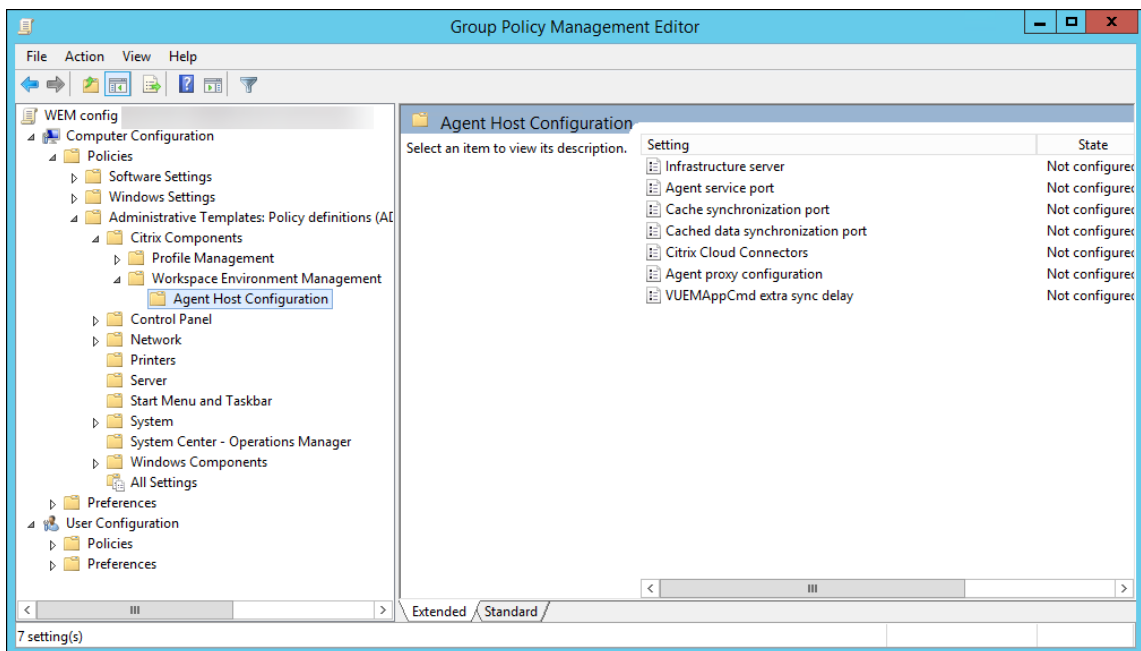 Group Policy Management Editor
File Action View Help
WEM config
Computer Configuration
Policies
Software Settings
Windows Settings
Administrative Templates: Policy definitions (AD
Citrix Components
Profile Management
Workspace Environment Management
Agent Host Configuration
Control Panel
Network
Printers
Server
Start Menu and Taskbar
System
System Center - Operations Manager
Windows Components
All Settings
Preferences
User Configuration
Policies
Preferences
Agent Host Configuration
Select an item to view its description.
Setting State
Infrastructure server Not configured
Agent service port Not configured
Cache synchronization port Not configured
Cached data synchronization port Not configured
Citrix Cloud Connectors Not configured
Agent proxy configuration Not configured
VUEMAppCmd extra sync delay Not configured
Extended Standard
7 setting(s)